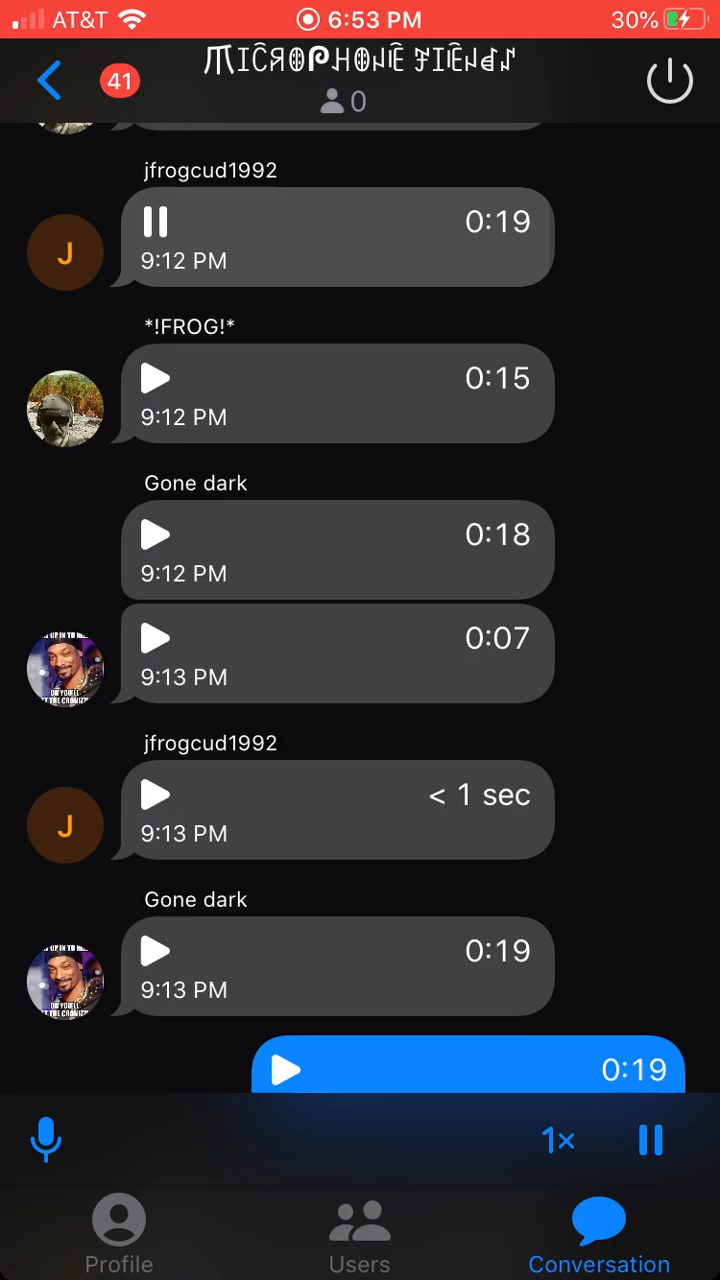 AT&T 6:53 PM 30%
41
MICROPHONE FIENDS
0
jfrogcud1992
0:19
9:12 PM
*!FROG!*
0:15
9:12 PM
Gone dark
0:18
9:12 PM
0:07
9:13 PM
jfrogcud1992
J
< 1 sec
9:13 PM
J
Gone dark
0:19
9:13 PM
0:19
1×
Profile Users Conversation